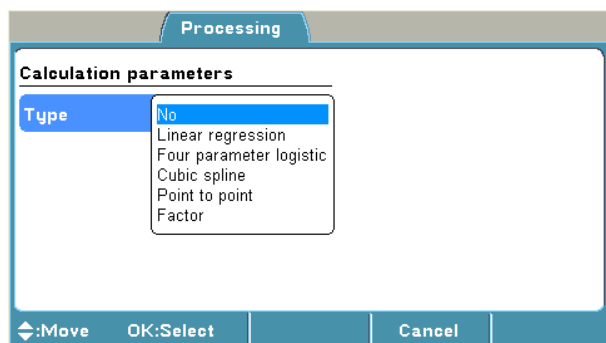 Processing
Calculation parameters
Type
No
Linear regression
Four parameter logistic
Cubic spline
Point to point
Factor
:Move OK:Select Cancel